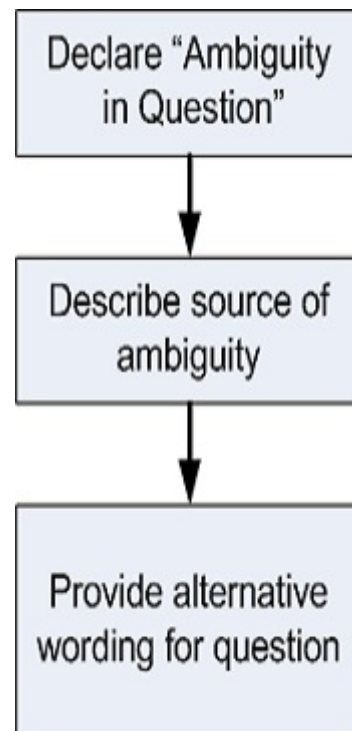 Declare “Ambiguity
in Question”
Describe source of
ambiguity
Provide alternative
wording for question